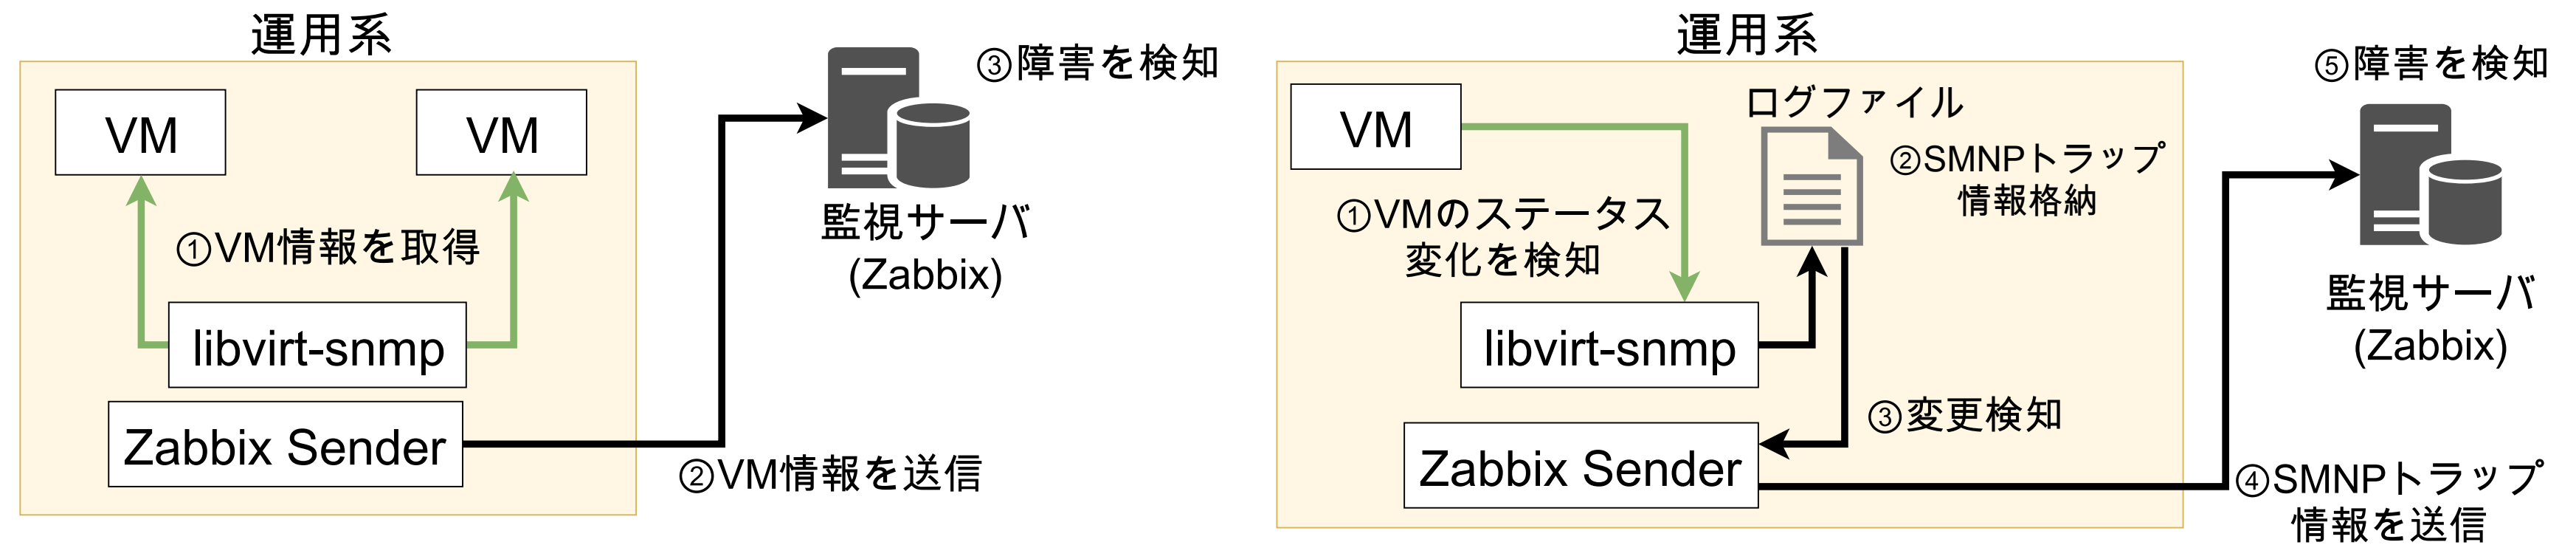 運用系
VM
VM
①VM情報を取得
libvirt-snmp
Zabbix Sender
②VM情報を送信
③障害を検知
監視サーバ
(Zabbix)
運用系
VM
①VMのステータス
変化を検知
libvirt-snmp
ログファイル
②SMNPトラップ
情報格納
③変更検知
Zabbix Sender
④SMNPトラップ
情報を送信
⑤障害を検知
監視サーバ
(Zabbix)